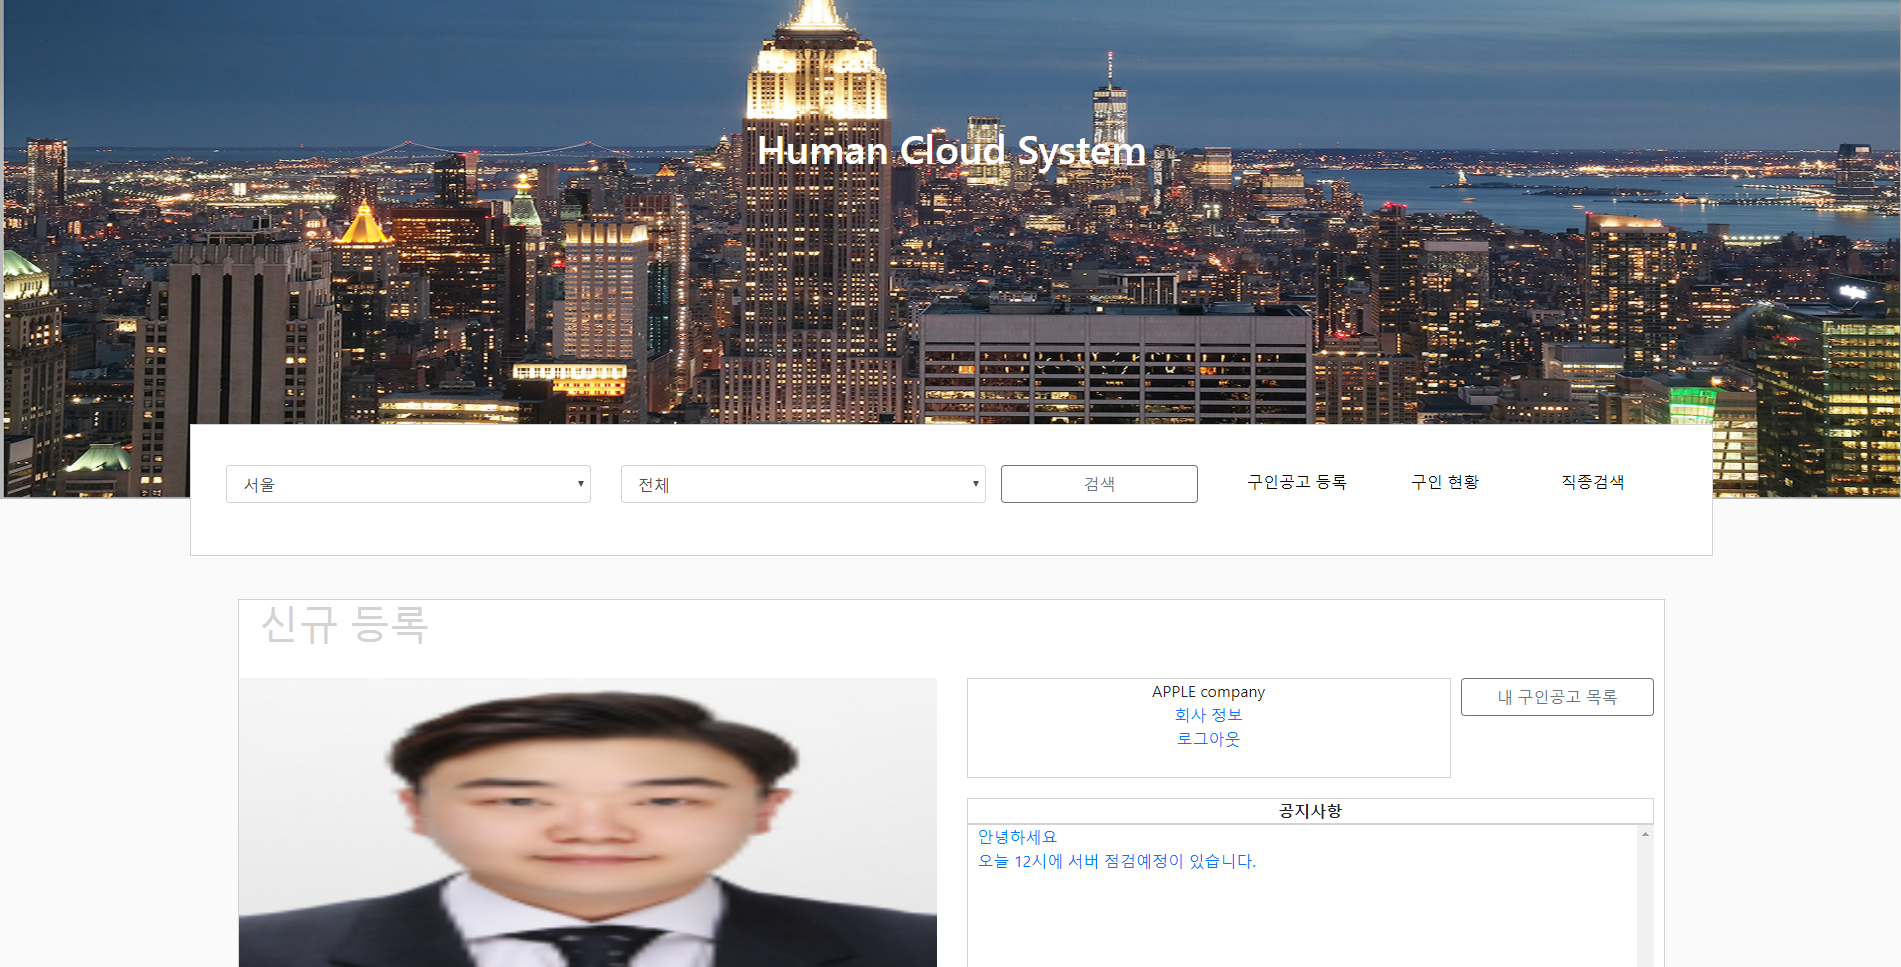 Human Cloud System
서울
전체
검색
구인공고 등록
구인 현황
직종검색
신규 등록
APPLE company
회사 정보
로그아웃
내 구인공고 목록
공지사항
안녕하세요
오늘 12시에 서버 점검예정이 있습니다.